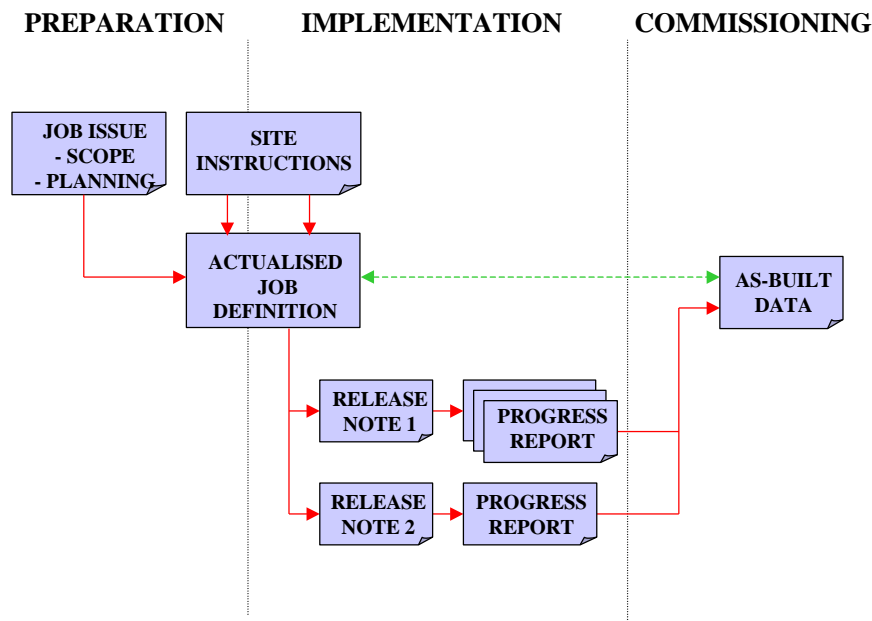 PREPARATION
IMPLEMENTATION
COMMISSIONING
JOB ISSUE
- SCOPE
- PLANNING
SITE
INSTRUCTIONS
ACTUALISED
JOB
DEFINITION
AS-BUILT
DATA
RELEASE
NOTE 1
PROGRESS
REPORT
RELEASE
NOTE 2
PROGRESS
REPORT